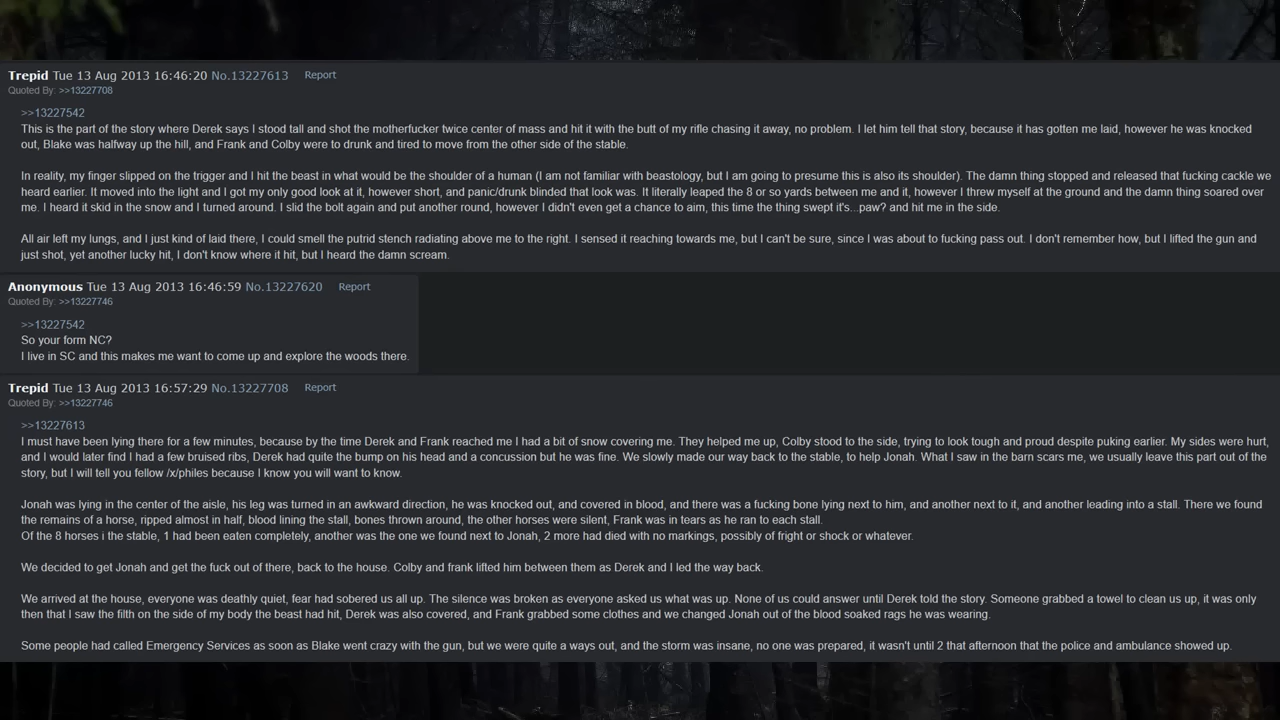 Trepid Tue 13 Aug 2013 16:46:20 No.13227613 Report
Quoted By: >>13227708
>>13227542
This is the part of the story where Derek says I stood tall and shot the motherfucker twice center of mass and hit it with the butt of my rifle chasing it away, no problem. I let him tell that story, because it has gotten me laid, however he was knocked
out, Blake was halfway up the hill, and Frank and Colby were to drunk and tired to move from the other side of the stable.
In reality, my finger slipped on the trigger and I hit the beast in what would be the shoulder of a human (I am not familiar with beastology, but I am going to presume this is also its shoulder). The damn thing stopped and released that fucking cackle we
heard earlier. It moved into the light and I got my only good look at it, however short, and panic/drunk blinded that look was. It literally leaped the 8 or so yards between me and it, however I threw myself at the ground and the damn thing soared over
me. I heard it skid in the snow and I turned around. I slid the bolt again and put another round, however I didn't even get a chance to aim, this time the thing swept it's...paw? and hit me in the side.
All air left my lungs, and I just kind of laid there, I could smell the putrid stench radiating above me to the right. I sensed it reaching towards me, but I can't be sure, since I was about to fucking pass out. I don't remember how, but I lifted the gun and
just shot, yet another lucky hit, I don't know where it hit, but I heard the damn scream.
Anonymous Tue 13 Aug 2013 16:46:59 No.13227620 Report
Quoted By: >>13227746
>>13227542
So your form NC?
I live in SC and this makes me want to come up and explore the woods there.
Trepid Tue 13 Aug 2013 16:57:29 No.13227708 Report
Quoted By: >>13227746
>>13227613
I must have been lying there for a few minutes, because by the time Derek and Frank reached me I had a bit of snow covering me. They helped me up, Colby stood to the side, trying to look tough and proud despite puking earlier. My sides were hurt,
and I would later find I had a few bruised ribs, Derek had quite the bump on his head and a concussion but he was fine. We slowly made our way back to the stable, to help Jonah. What I saw in the barn scars me, we usually leave this part out of the
story, but I will tell you fellow /x/philes because I know you will want to know.
Jonah was lying in the center of the aisle, his leg was turned in an awkward direction, he was knocked out, and covered in blood, and there was a fucking bone lying next to him, and another next to it, and another leading into a stall. There we found
the remains of a horse, ripped almost in half, blood lining the stall, bones thrown around, the other horses were silent, Frank was in tears as he ran to each stall.
Of the 8 horses i the stable, 1 had been eaten completely, another was the one we found next to Jonah, 2 more had died with no markings, possibly of fright or shock or whatever.
We decided to get Jonah and get the fuck out of there, back to the house. Colby and frank lifted him between them as Derek and I led the way back.
We arrived at the house, everyone was deathly quiet, fear had sobered us all up. The silence was broken as everyone asked us what was up. None of us could answer until Derek told the story. Someone grabbed a towel to clean us up, it was only
then that I saw the filth on the side of my body the beast had hit, Derek was also covered, and Frank grabbed some clothes and we changed Jonah out of the blood soaked rags he was wearing.
Some people had called Emergency Services as soon as Blake went crazy with the gun, but we were quite a ways out, and the storm was insane, no one was prepared, it wasn't until 2 that afternoon that the police and ambulance showed up.